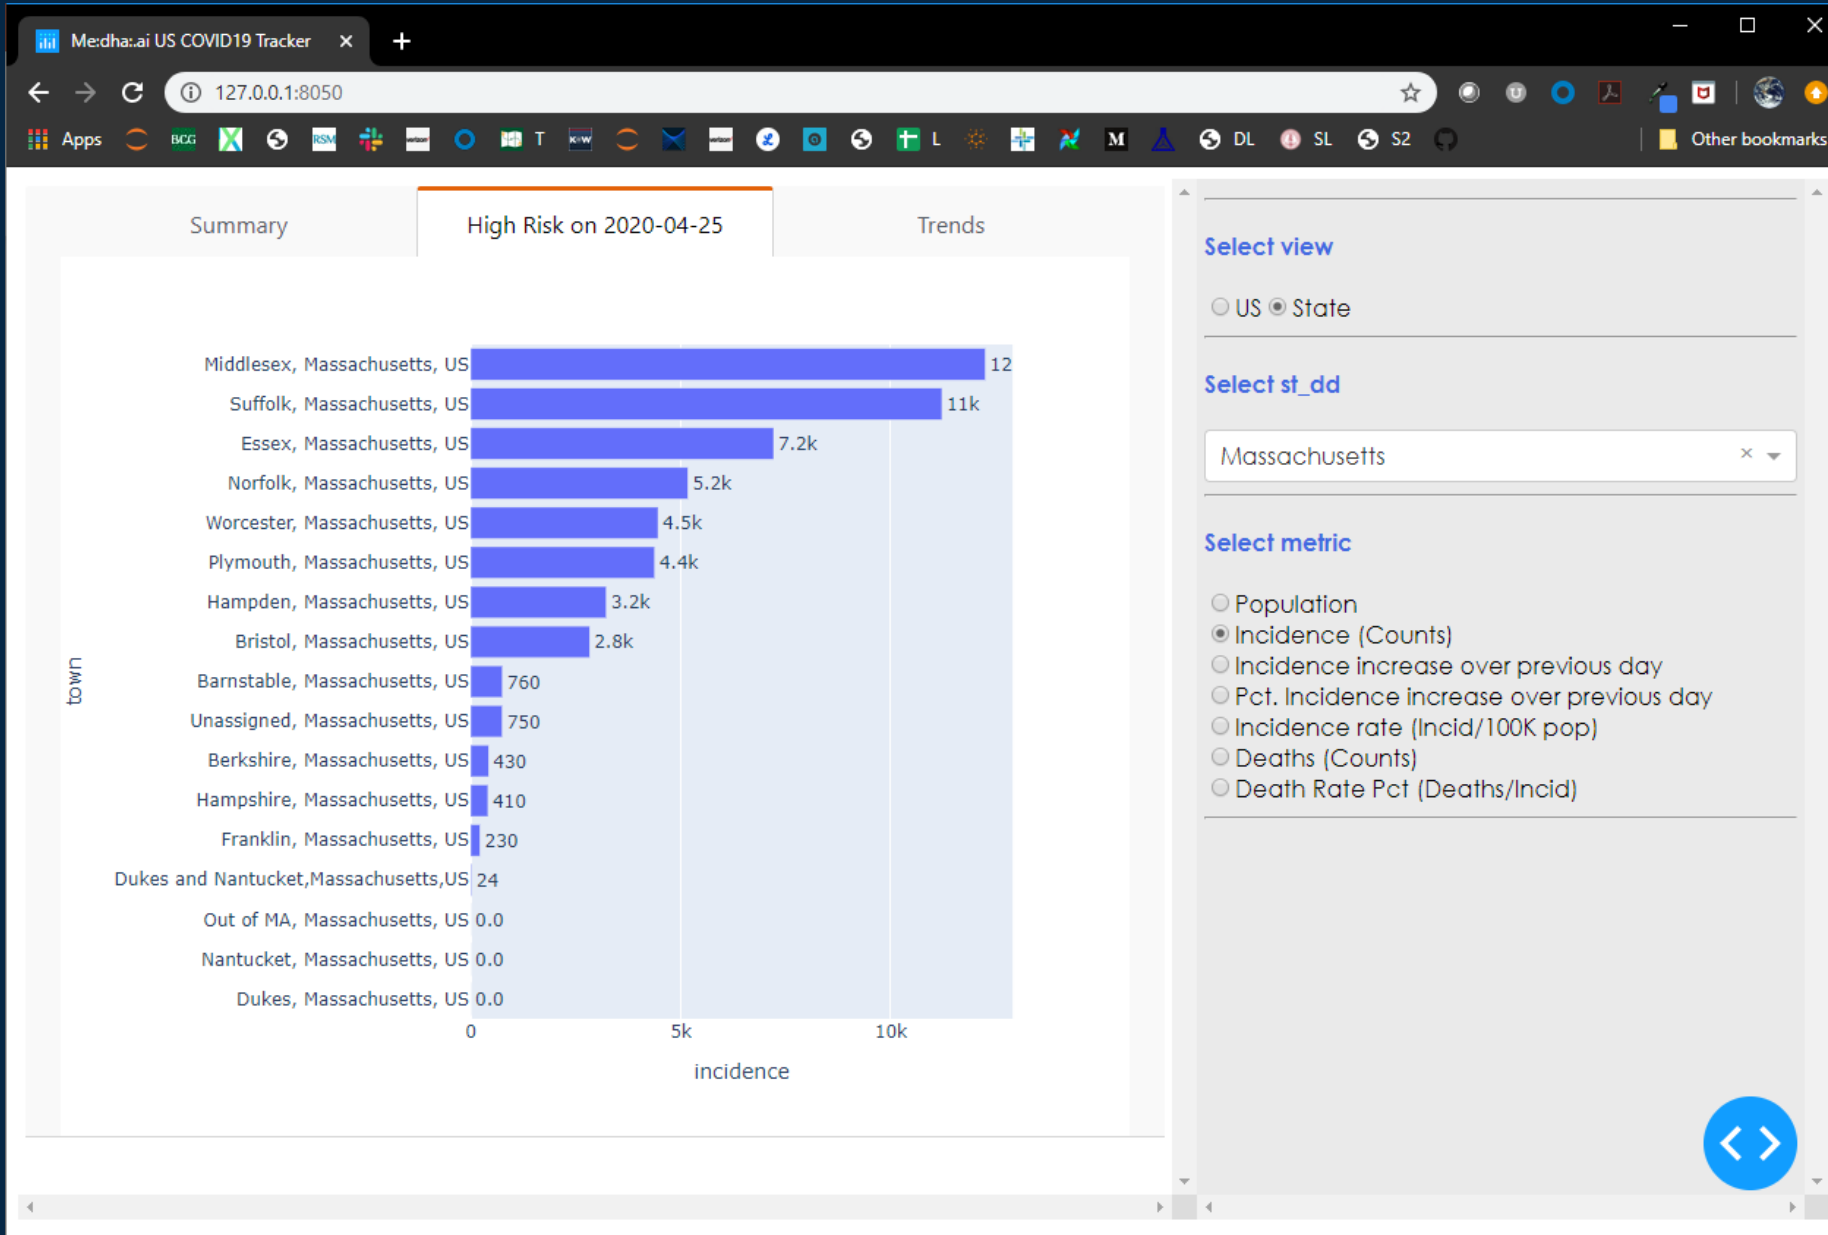 Me:dha:.ai US COVID19 Tracker
127.0.0.1:8050
Apps BCG RSM verizon T K+W verizon L M DL SL S2 Other bookmarks
Summary High Risk on 2020-04-25 Trends
town
Middlesex, Massachusetts, US 12
Suffolk, Massachusetts, US 11k
Essex, Massachusetts, US 7.2k
Norfolk, Massachusetts, US 5.2k
Worcester, Massachusetts, US 4.5k
Plymouth, Massachusetts, US 4.4k
Hampden, Massachusetts, US 3.2k
Bristol, Massachusetts, US 2.8k
Barnstable, Massachusetts, US 760
Unassigned, Massachusetts, US 750
Berkshire, Massachusetts, US 430
Hampshire, Massachusetts, US 410
Franklin, Massachusetts, US 230
Dukes and Nantucket,Massachusetts,US 24
Out of MA, Massachusetts, US 0.0
Nantucket, Massachusetts, US 0.0
Dukes, Massachusetts, US 0.0
0 5k 10k
incidence
Select view
US State
Select st_dd
Massachusetts
Select metric
Population
Incidence (Counts)
Incidence increase over previous day
Pct. Incidence increase over previous day
Incidence rate (Incid/100K pop)
Deaths (Counts)
Death Rate Pct (Deaths/Incid)